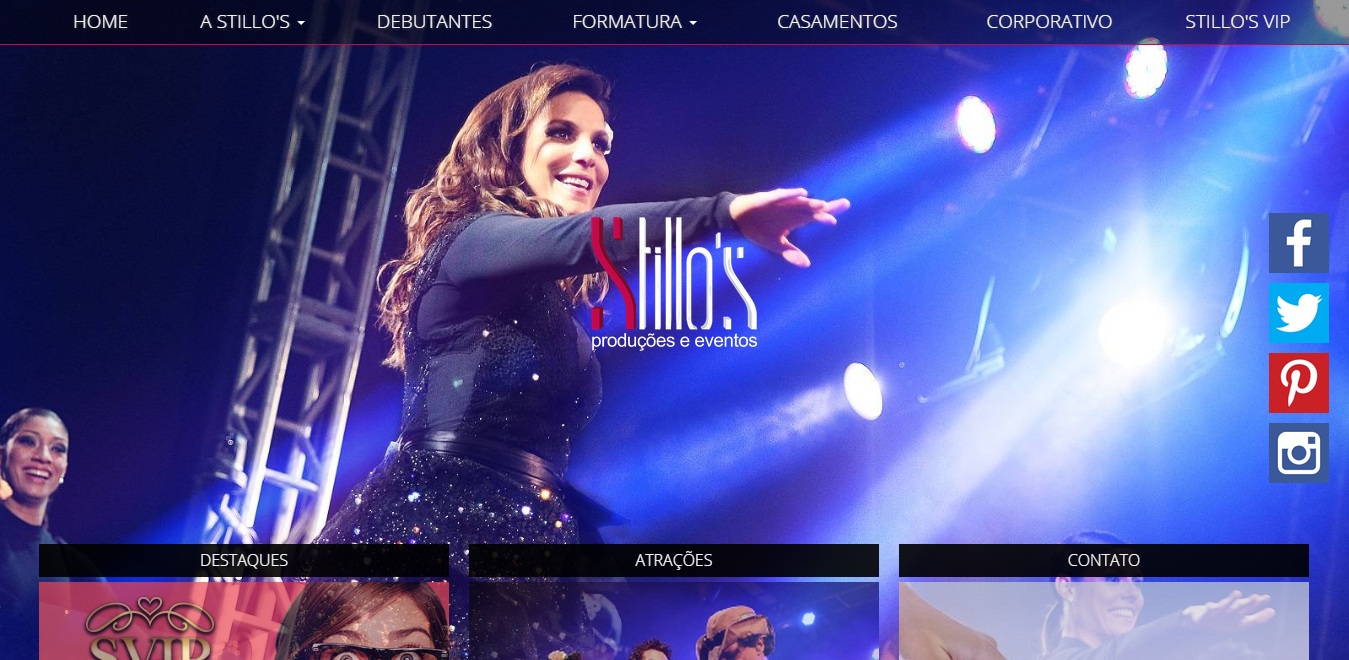 HOME
A STILLO'S
DEBUTANTES
FORMATURA
CASAMENTOS
CORPORATIVO
STILLO'S VIP
Stillo's
produções e eventos
DESTAQUES
ATRAÇÕES
CONTATO
SVIP